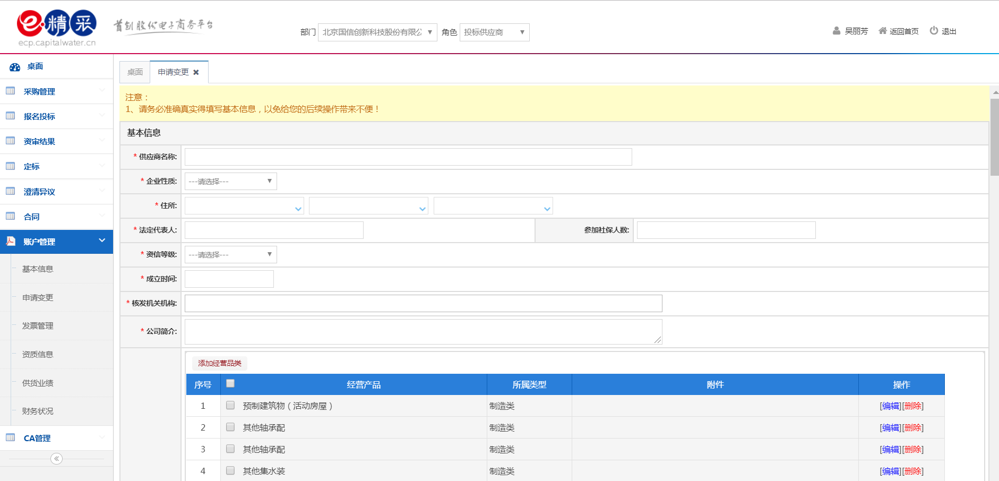 e·精采
ecp.capitalwater.cn
首创股份电子商务平台
部门 北京国信创新科技股份有限公 角色 投标供应商
吴丽芳 返回首页 退出
桌面
采购管理
报名投标
资审结果
定标
澄清异议
合同
账户管理
基本信息
申请变更
发票管理
资质信息
供货业绩
财务状况
CA管理
桌面 申请变更
注意：
1、请务必准确真实得填写基本信息，以免给您的后续操作带来不便！
基本信息
* 供应商名称:
* 企业性质: ---请选择---
* 住所:
* 法定代表人: 参加社保人数:
* 资信等级: ---请选择---
* 成立时间:
* 核发机关机构:
* 公司简介:
添加经营品类
序号 经营产品 所属类型 附件 操作
1 预制建筑物（活动房屋） 制造类 [编辑][删除]
2 其他轴承配 制造类 [编辑][删除]
3 其他轴承配 制造类 [编辑][删除]
4 其他集水装 制造类 [编辑][删除]